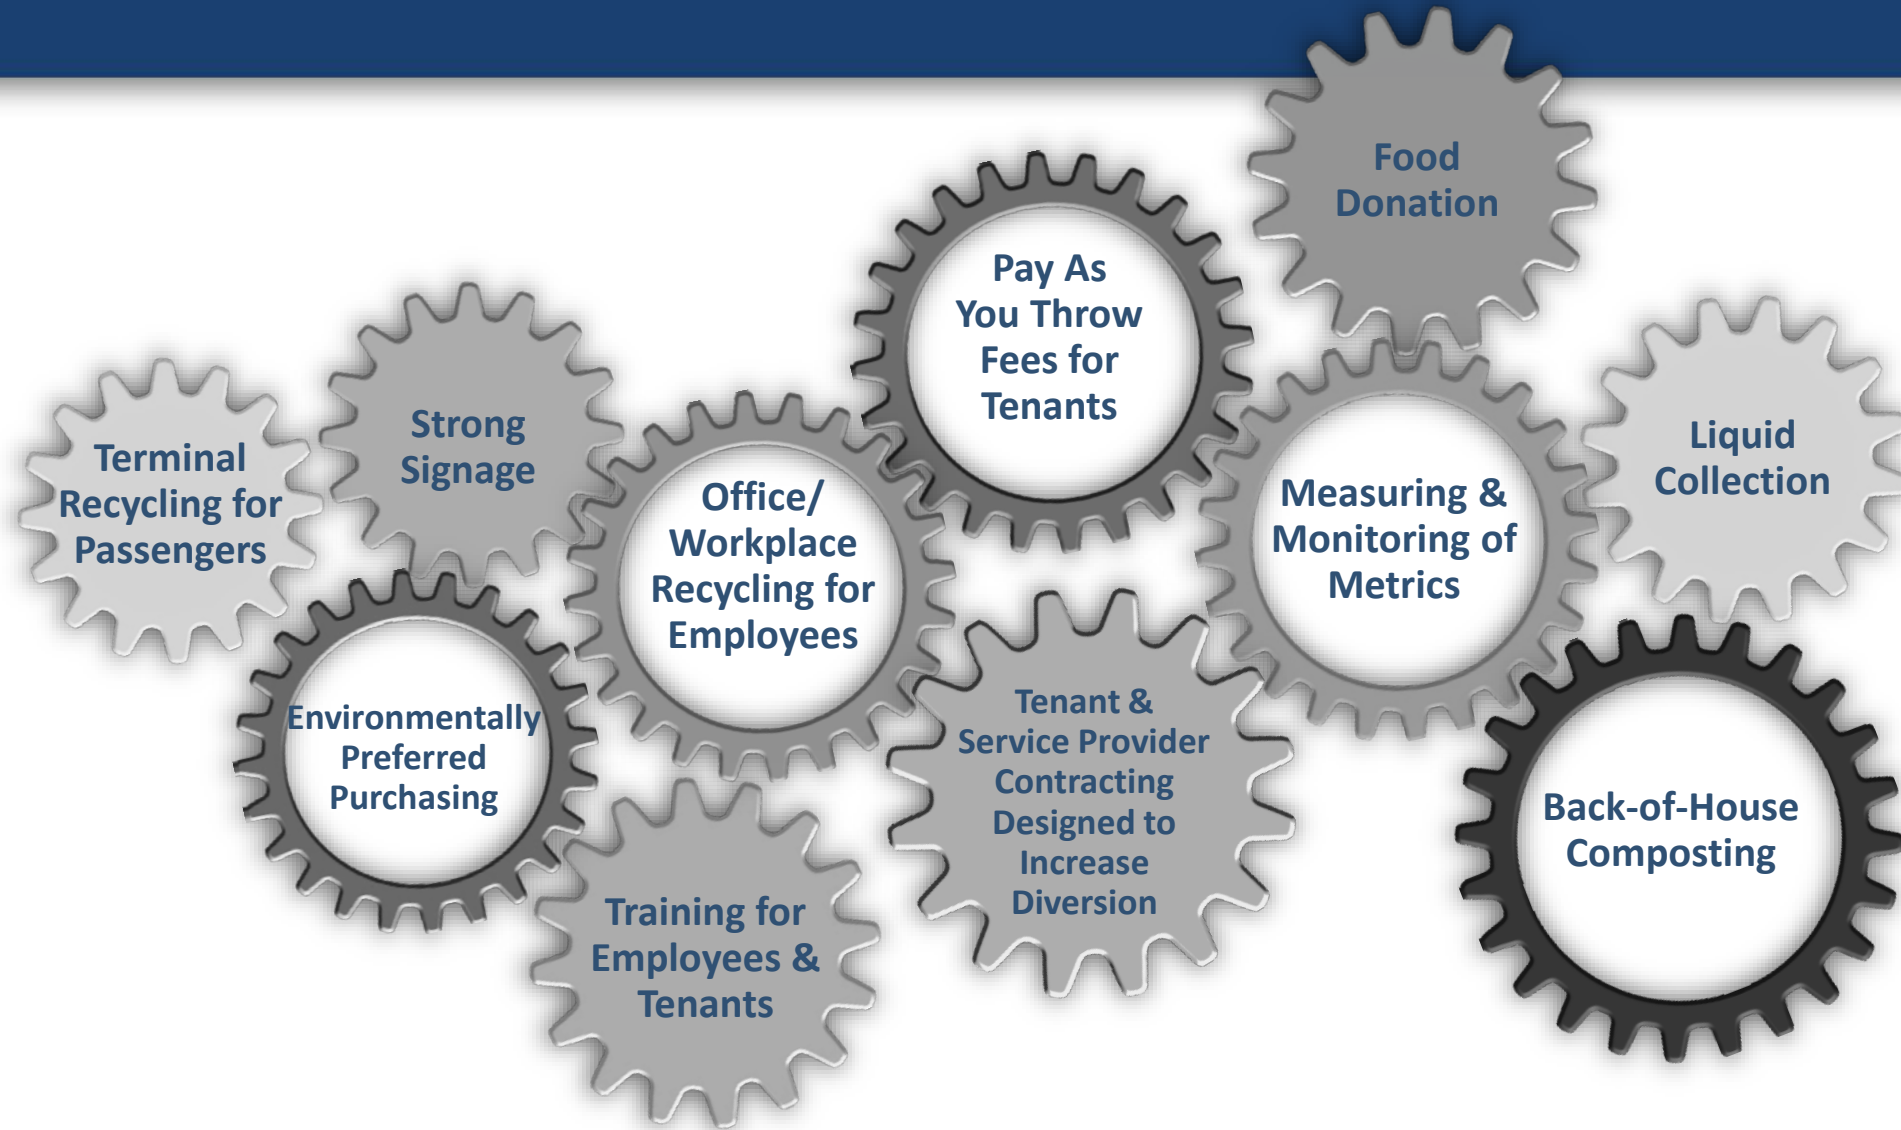 Food
Donation
Pay As
You Throw
Fees for
Tenants
Strong
Signage
Terminal
Recycling for
Passengers
Office/
Workplace
Recycling for
Employees
Measuring &
Monitoring of
Metrics
Liquid
Collection
Environmentally
Preferred
Purchasing
Tenant &
Service Provider
Contracting
Designed to
Increase
Diversion
Back-of-House
Composting
Training for
Employees &
Tenants